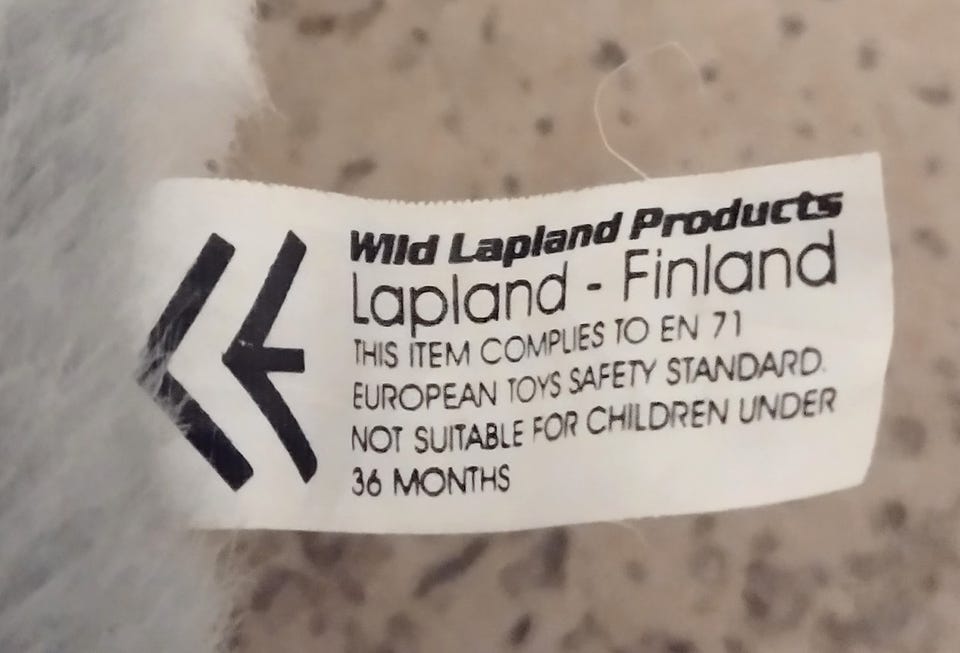 Wild Lapland Products
Lapland - Finland
THIS ITEM COMPLIES TO EN 71
EUROPEAN TOYS SAFETY STANDARD.
NOT SUITABLE FOR CHILDREN UNDER
36 MONTHS